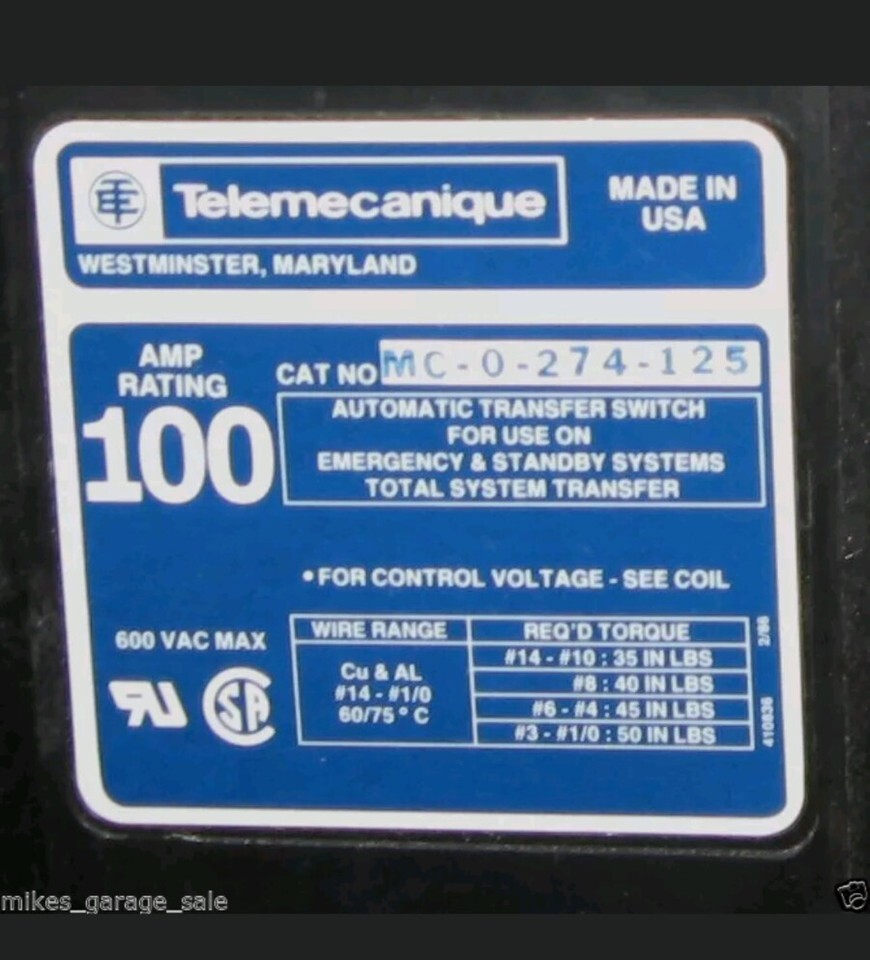 Telemecanique
MADE IN
USA
WESTMINSTER, MARYLAND
AMP
RATING
100
CAT NO MC-0-274-125
AUTOMATIC TRANSFER SWITCH
FOR USE ON
EMERGENCY & STANDBY SYSTEMS
TOTAL SYSTEM TRANSFER
• FOR CONTROL VOLTAGE - SEE COIL
600 VAC MAX
WIRE RANGE
Cu & AL
#14 - #1/0
60/75° C
REQ'D TORQUE
#14 - #10 : 35 IN LBS
#8 : 40 IN LBS
#6 - #4 : 45 IN LBS
#3 - #1/0 : 50 IN LBS
2/86
410836
mikes_garage_sale